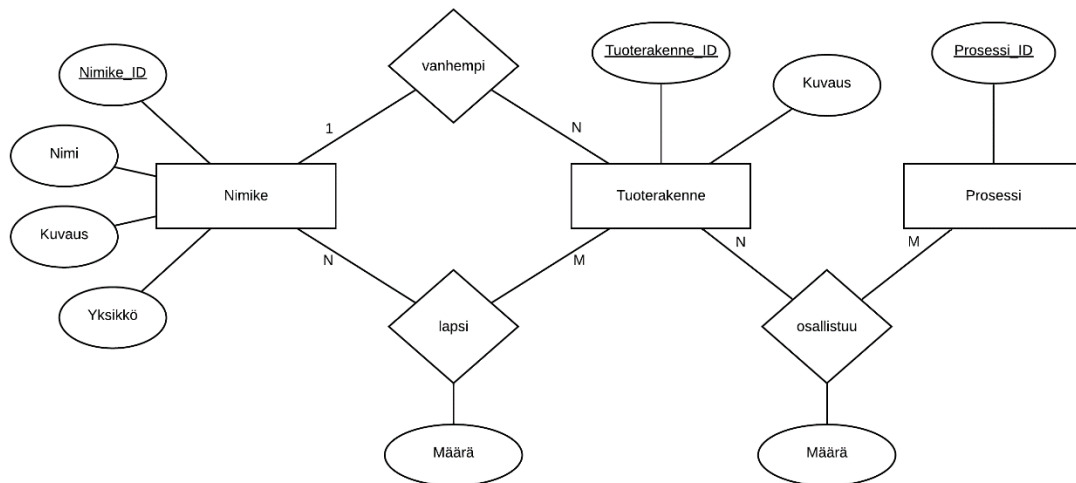 Nimike_ID
vanhempi
Tuoterakenne_ID
Prosessi_ID
Kuvaus
1
N
Nimi
Nimike
Tuoterakenne
Prosessi
Kuvaus
N
M
N
M
Yksikkö
lapsi
osallistuu
Määrä
Määrä